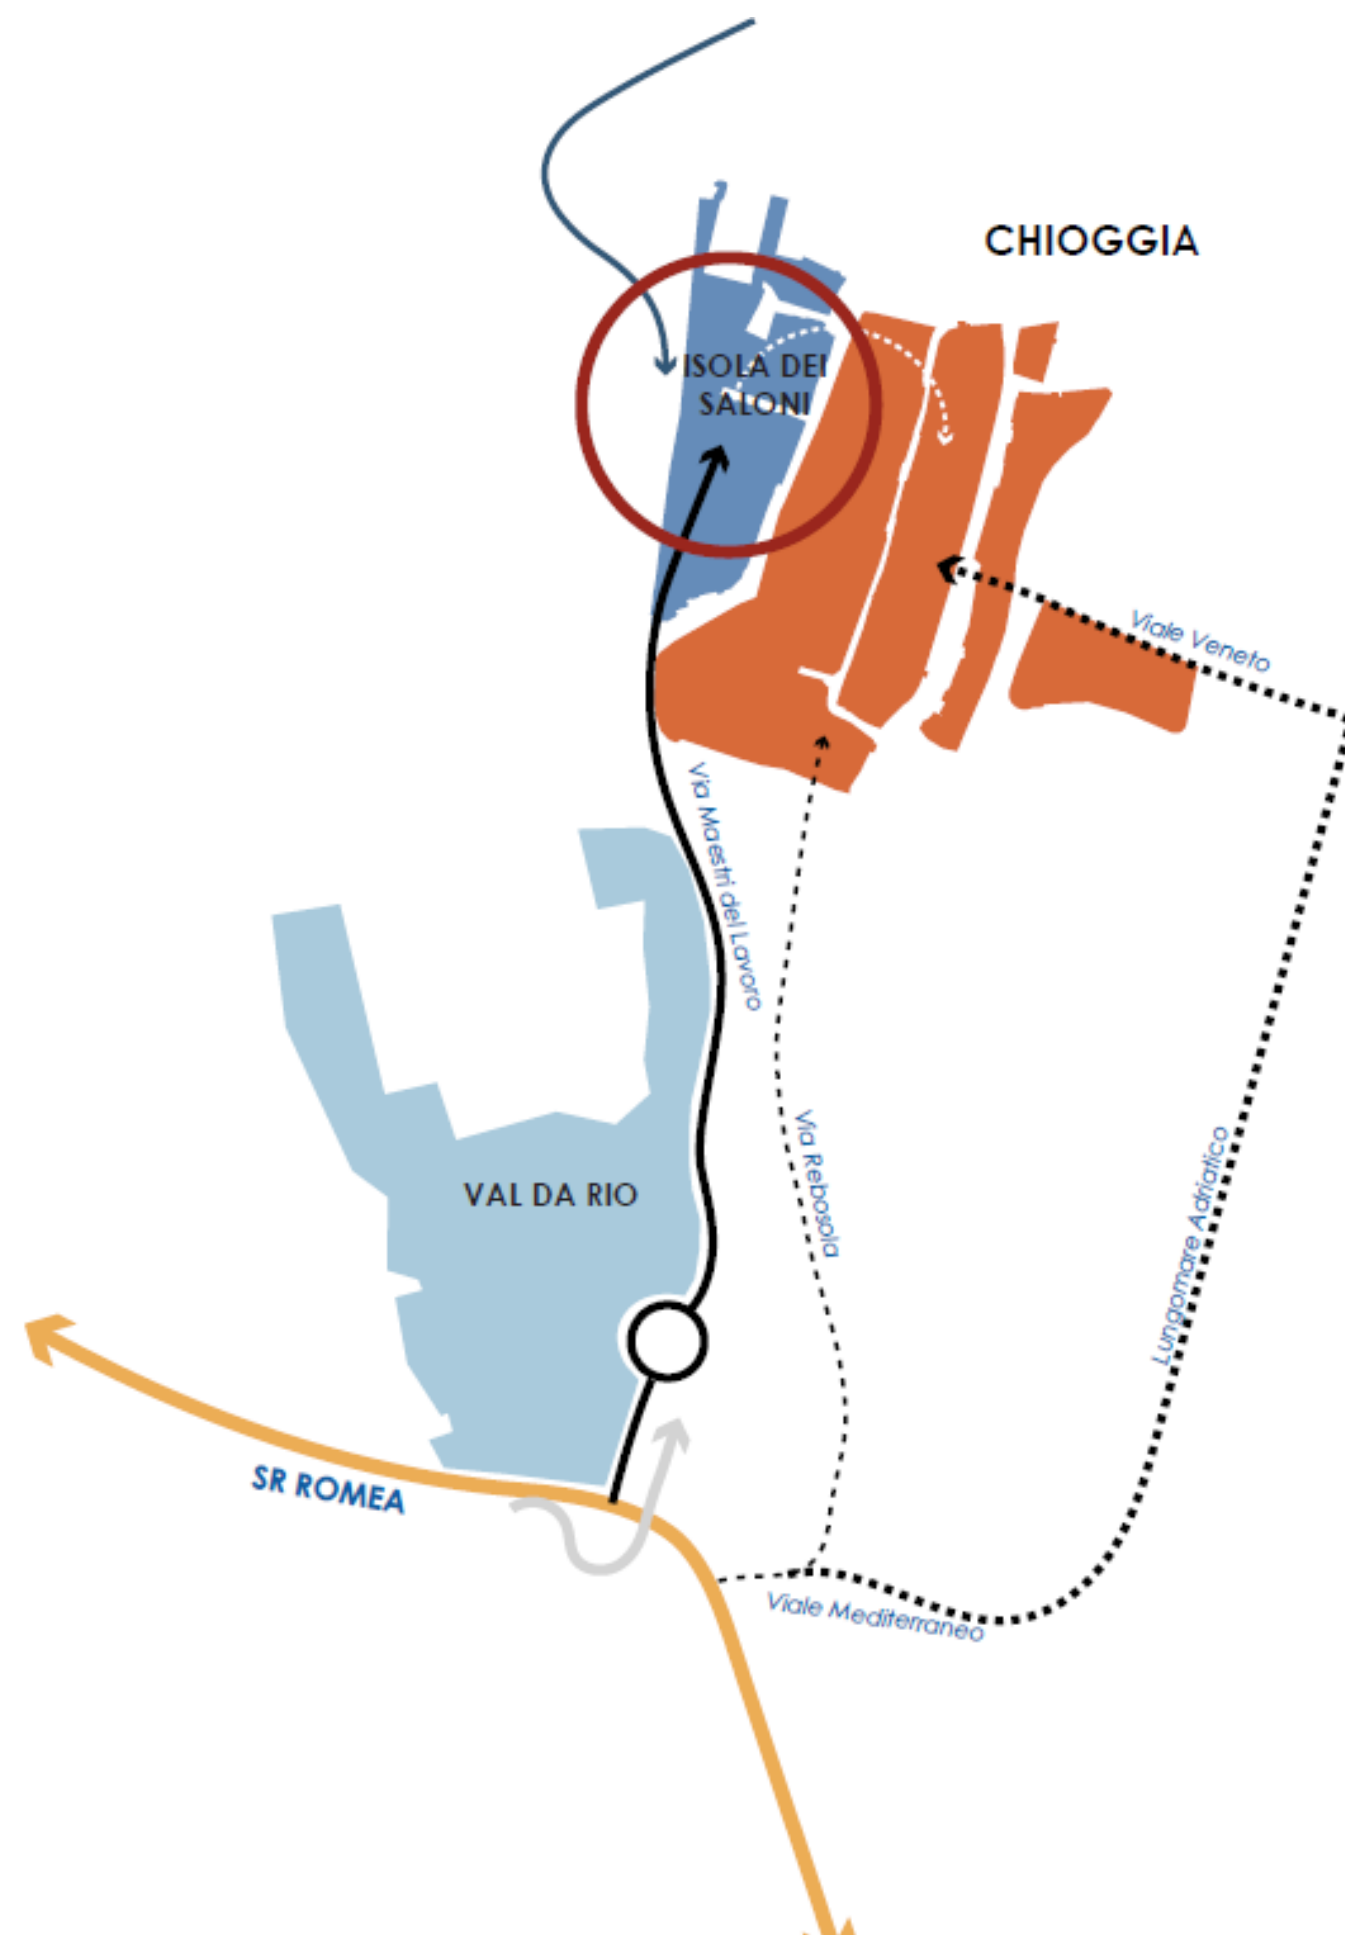 CHIOGGIA
ISOLA DEI
SALONI
Viale Veneto
Via Maestri del Lavoro
VAL DA RIO
Via Rebosola
Lungomare Adriatico
SR ROMEA
Viale Mediterraneo